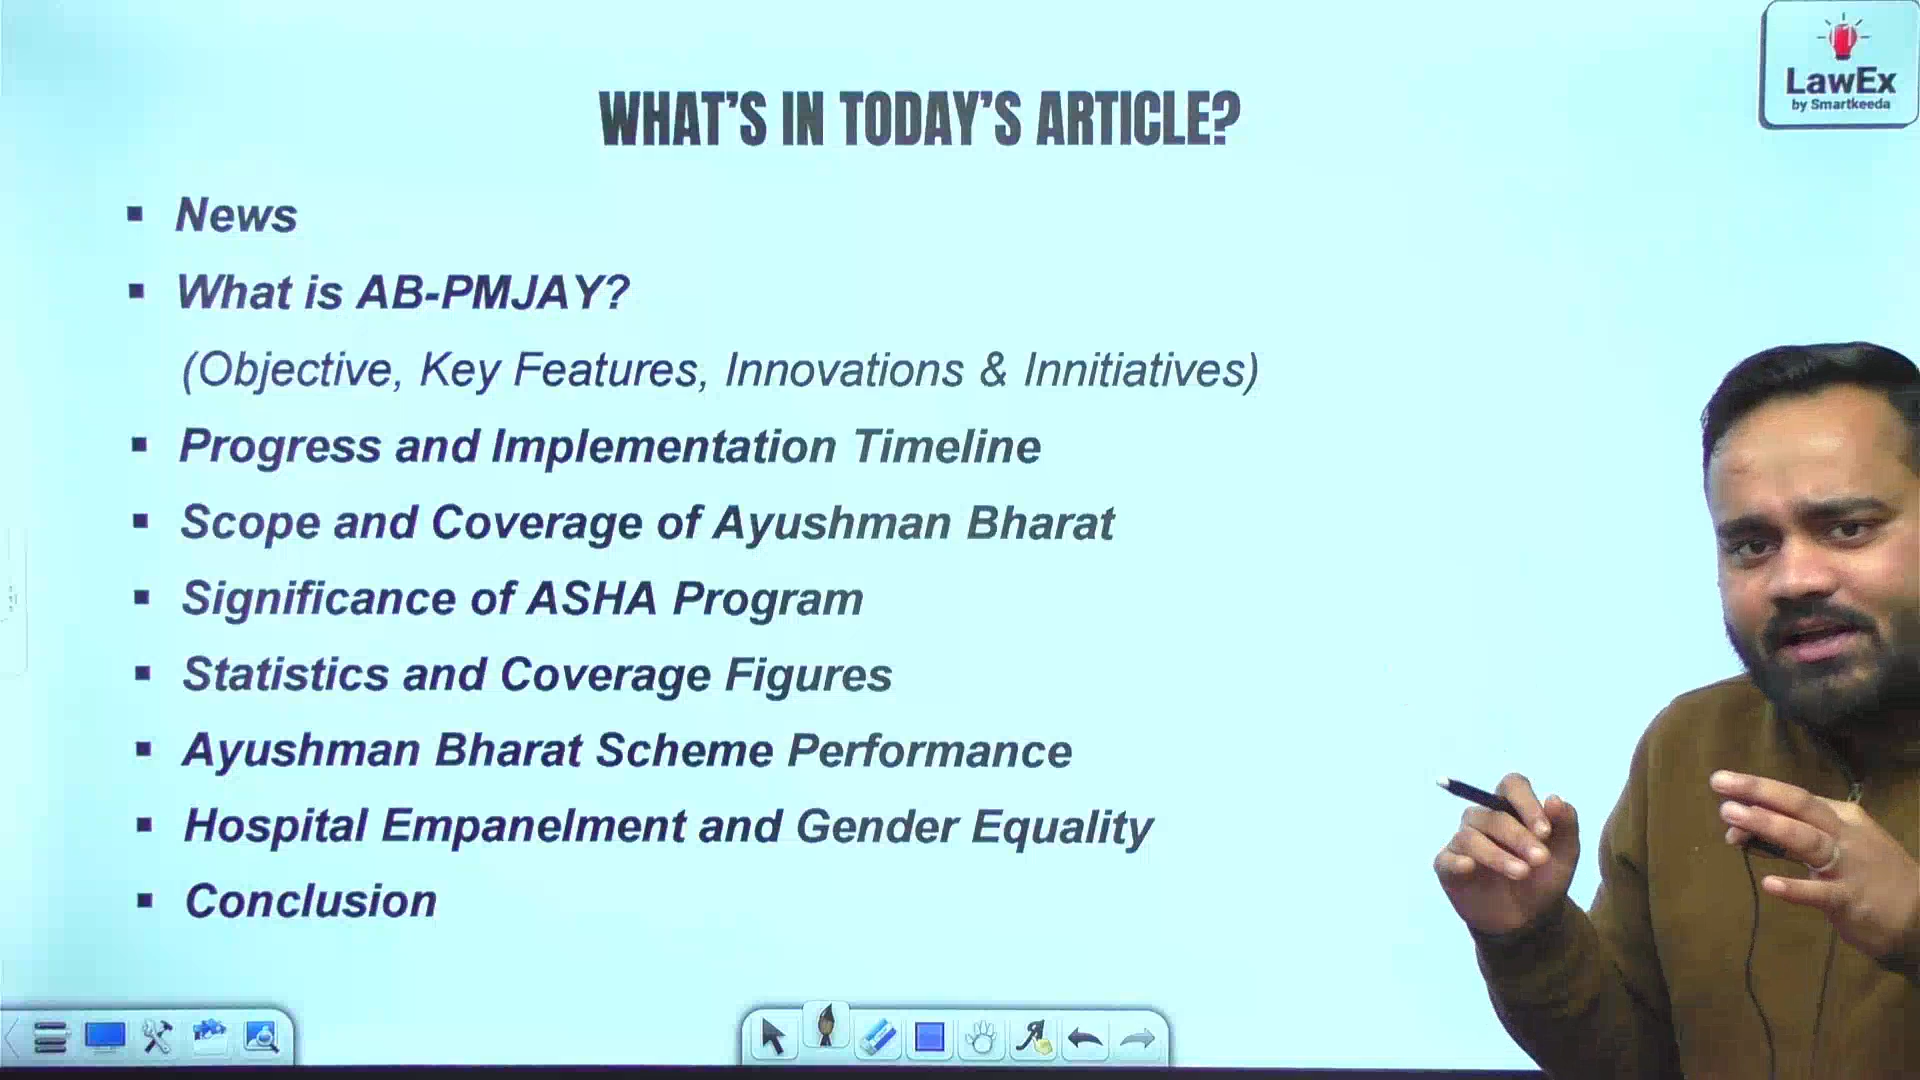 LawEx
by Smartkeeda
WHAT'S IN TODAY'S ARTICLE?
▪ News
▪ What is AB-PMJAY?
(Objective, Key Features, Innovations & Innitiatives)
▪ Progress and Implementation Timeline
▪ Scope and Coverage of Ayushman Bharat
▪ Significance of ASHA Program
▪ Statistics and Coverage Figures
▪ Ayushman Bharat Scheme Performance
▪ Hospital Empanelment and Gender Equality
▪ Conclusion